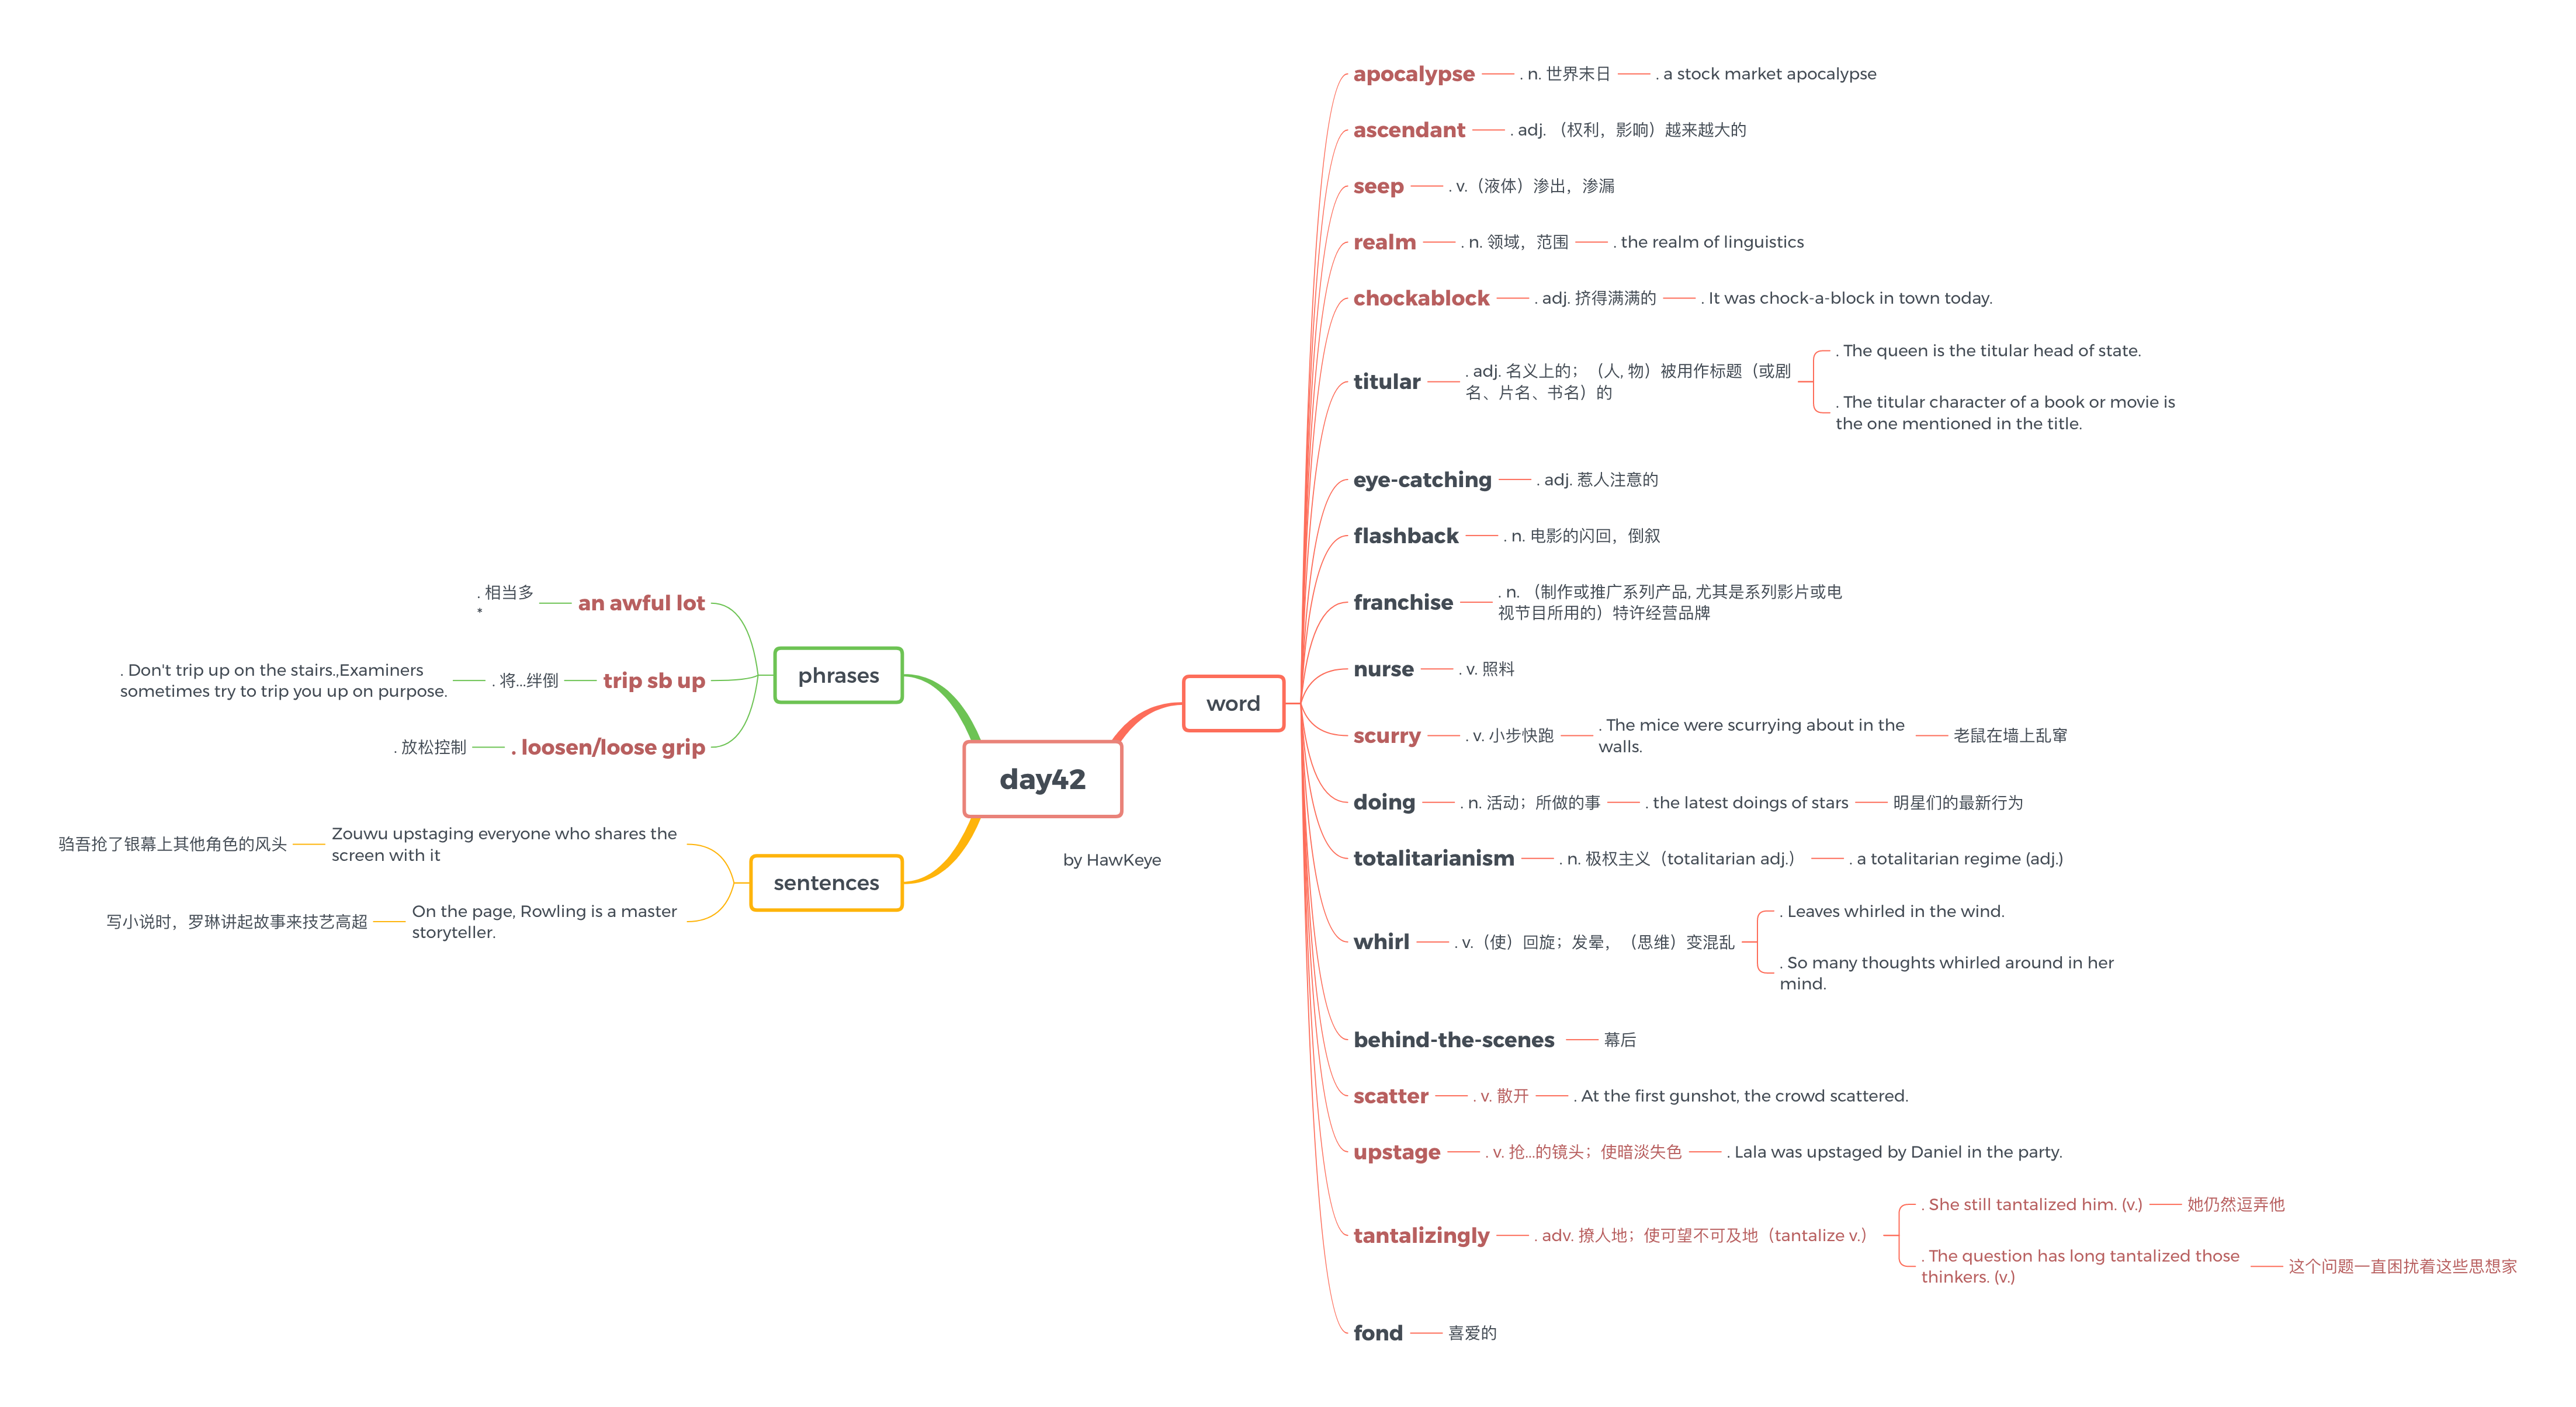 day42
by HawKeye
word
apocalypse
. n. 世界末日
. a stock market apocalypse
ascendant
. adj. （权利，影响）越来越大的
seep
. v.（液体）渗出，渗漏
realm
. n. 领域，范围
. the realm of linguistics
chockablock
. adj. 挤得满满的
. It was chock-a-block in town today.
titular
. adj. 名义上的；（人, 物）被用作标题（或剧
名、片名、书名）的
. The queen is the titular head of state.
. The titular character of a book or movie is
the one mentioned in the title.
eye-catching
. adj. 惹人注意的
flashback
. n. 电影的闪回，倒叙
franchise
. n. （制作或推广系列产品, 尤其是系列影片或电
视节目所用的）特许经营品牌
nurse
. v. 照料
scurry
. v. 小步快跑
. The mice were scurrying about in the
walls.
老鼠在墙上乱窜
doing
. n. 活动；所做的事
. the latest doings of stars
明星们的最新行为
totalitarianism
. n. 极权主义（totalitarian adj.）
. a totalitarian regime (adj.)
whirl
. v.（使）回旋；发晕，（思维）变混乱
. Leaves whirled in the wind.
. So many thoughts whirled around in her
mind.
behind-the-scenes
幕后
scatter
. v. 散开
. At the first gunshot, the crowd scattered.
upstage
. v. 抢...的镜头；使暗淡失色
. Lala was upstaged by Daniel in the party.
tantalizingly
. adv. 撩人地；使可望不可及地（tantalize v.）
. She still tantalized him. (v.)
她仍然逗弄他
. The question has long tantalized those
thinkers. (v.)
这个问题一直困扰着这些思想家
fond
喜爱的
phrases
an awful lot
. 相当多
*
trip sb up
. 将...绊倒
. Don't trip up on the stairs.,Examiners
sometimes try to trip you up on purpose.
. loosen/loose grip
. 放松控制
sentences
Zouwu upstaging everyone who shares the
screen with it
驺吾抢了银幕上其他角色的风头
On the page, Rowling is a master
storyteller.
写小说时，罗琳讲起故事来技艺高超